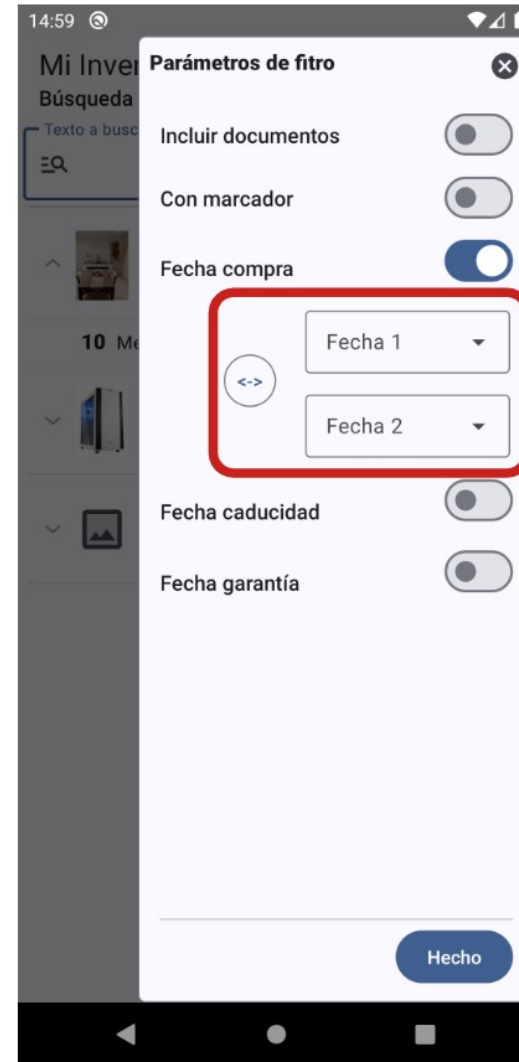 14:59
Mi Inver
Parámetros de fitro
Búsqueda
Texto a busc
Incluir documentos
Con marcador
Fecha compra
10 Me
Fecha 1
<->
Fecha 2
Fecha caducidad
Fecha garantía
Hecho